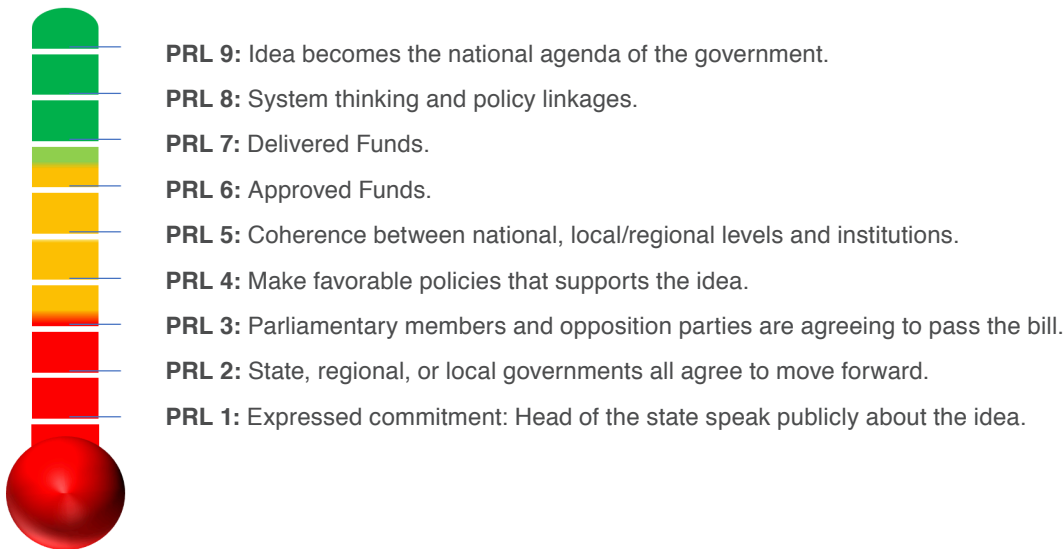 PRL 9: Idea becomes the national agenda of the government.
PRL 8: System thinking and policy linkages.
PRL 7: Delivered Funds.
PRL 6: Approved Funds.
PRL 5: Coherence between national, local/regional levels and institutions.
PRL 4: Make favorable policies that supports the idea.
PRL 3: Parliamentary members and opposition parties are agreeing to pass the bill.
PRL 2: State, regional, or local governments all agree to move forward.
PRL 1: Expressed commitment: Head of the state speak publicly about the idea.